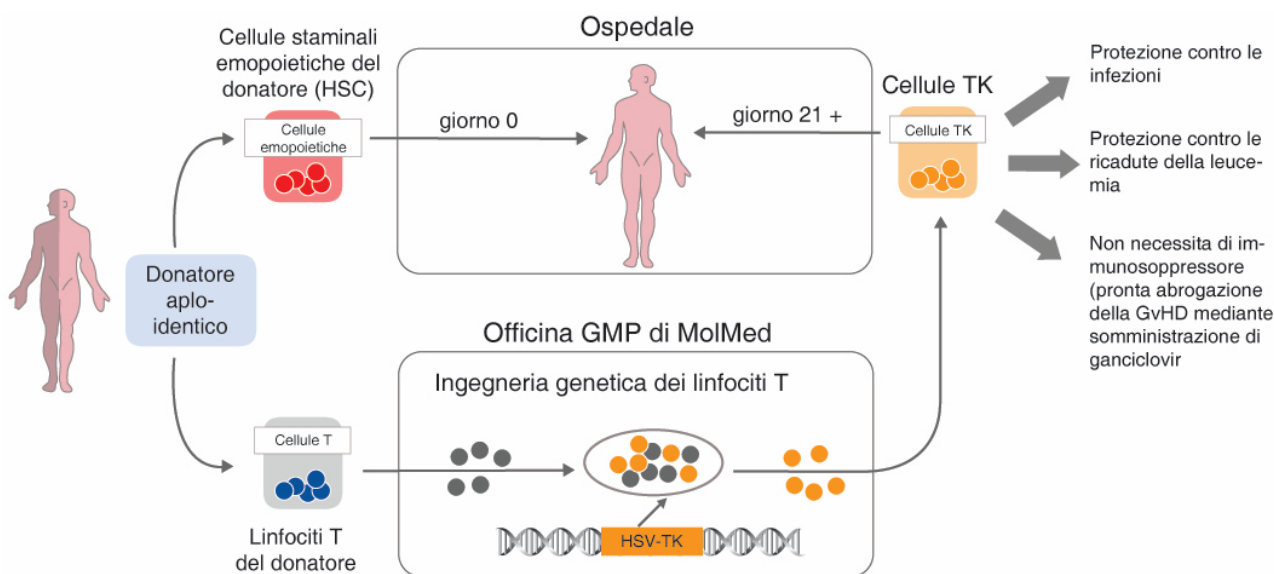 Cellule staminali
emopoietiche del
donatore (HSC)
Cellule
emopoietiche
Ospedale
giorno 0
giorno 21 +
Cellule TK
Cellule TK
Protezione contro le
infezioni
Protezione contro le
ricadute della leuce-
mia
Non necessita di im-
munosoppressore
(pronta abrogazione
della GvHD mediante
somministrazione di
ganciclovir
Donatore
aplo-
identico
Officina GMP di MolMed
Ingegneria genetica dei linfociti T
Cellule T
Linfociti T
del donatore
HSV-TK